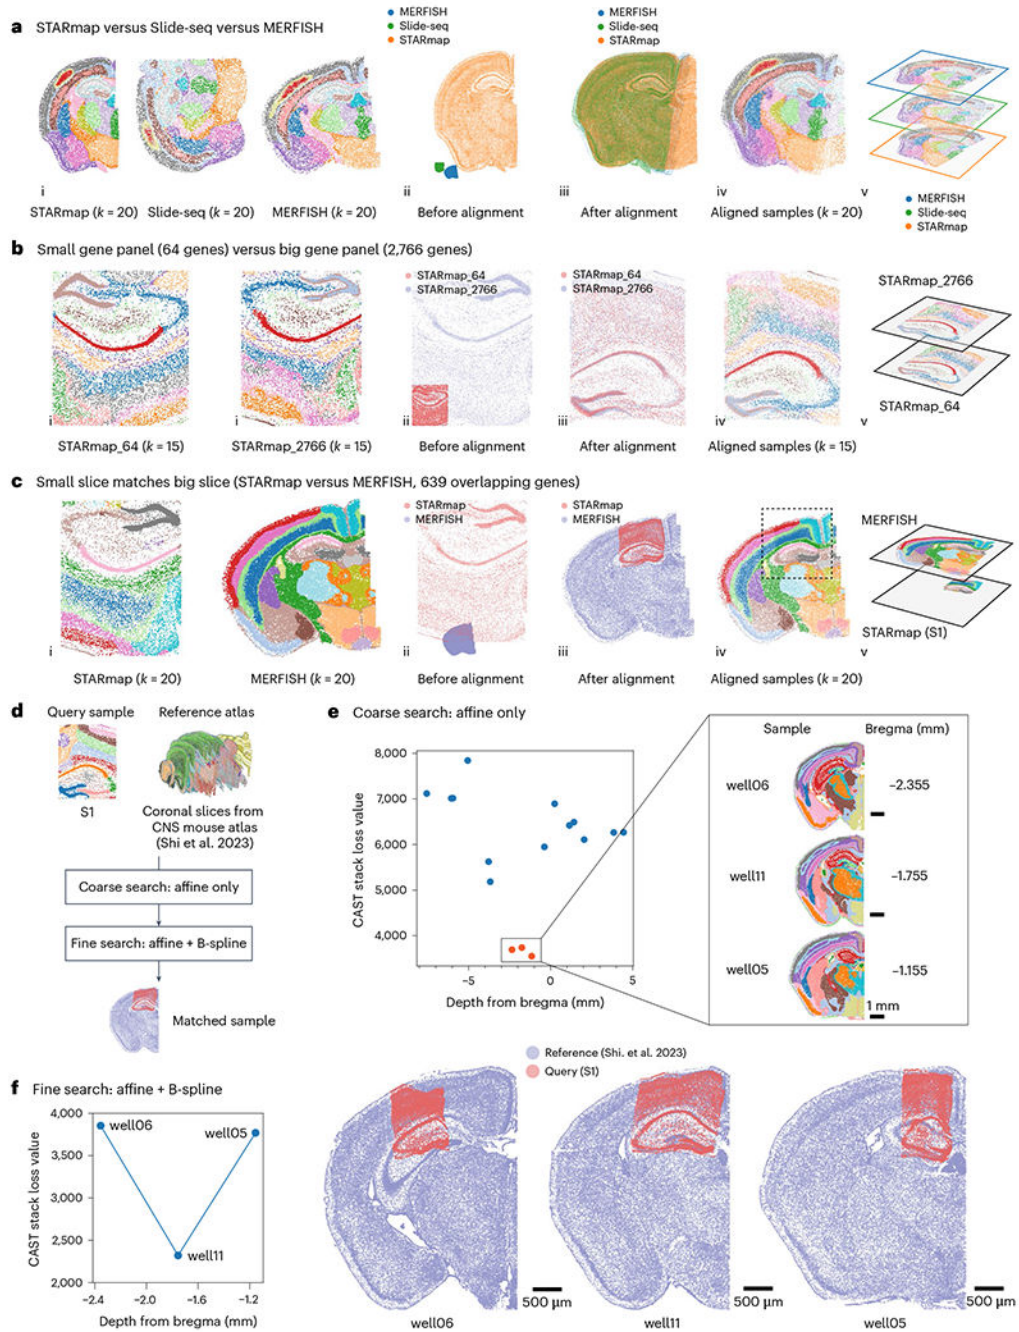 a STARmap versus Slide-seq versus MERFISH
MERFISH
Slide-seq
STARmap
MERFISH
Slide-seq
STARmap
i
ii
iii
iv
v
STARmap (k = 20)
Slide-seq (k = 20)
MERFISH (k = 20)
Before alignment
After alignment
Aligned samples (k = 20)
MERFISH
Slide-seq
STARmap
b Small gene panel (64 genes) versus big gene panel (2,766 genes)
STARmap_64
STARmap_2766
STARmap_64
STARmap_2766
STARmap_2766
STARmap_64
i
i
ii
iii
iv
v
STARmap_64 (k = 15)
STARmap_2766 (k = 15)
Before alignment
After alignment
Aligned samples (k = 15)
c Small slice matches big slice (STARmap versus MERFISH, 639 overlapping genes)
STARmap
MERFISH
STARmap
MERFISH
MERFISH
STARmap (S1)
i
ii
iii
iv
v
STARmap (k = 20)
MERFISH (k = 20)
Before alignment
After alignment
Aligned samples (k = 20)
d Query sample
Reference atlas
S1
Coronal slices from
CNS mouse atlas
(Shi et al. 2023)
Coarse search: affine only
Fine search: affine + B-spline
Matched sample
e Coarse search: affine only
CAST stack loss value
8,000
7,000
6,000
5,000
4,000
−5
0
5
Depth from bregma (mm)
Sample
Bregma (mm)
well06
−2.355
well11
−1.755
well05
−1.155
1 mm
f Fine search: affine + B-spline
CAST stack loss value
4,000
3,500
3,000
2,500
2,000
well06
well05
well11
−2.4
−2.0
−1.6
−1.2
Depth from bregma (mm)
Reference (Shi. et al. 2023)
Query (S1)
500 µm
500 µm
500 µm
well06
well11
well05